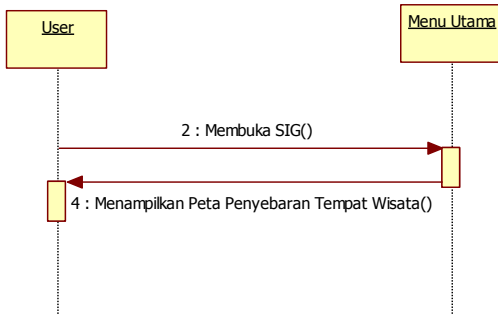 User
Menu Utama
2 : Membuka SIG()
4 : Menampilkan Peta Penyebaran Tempat Wisata()